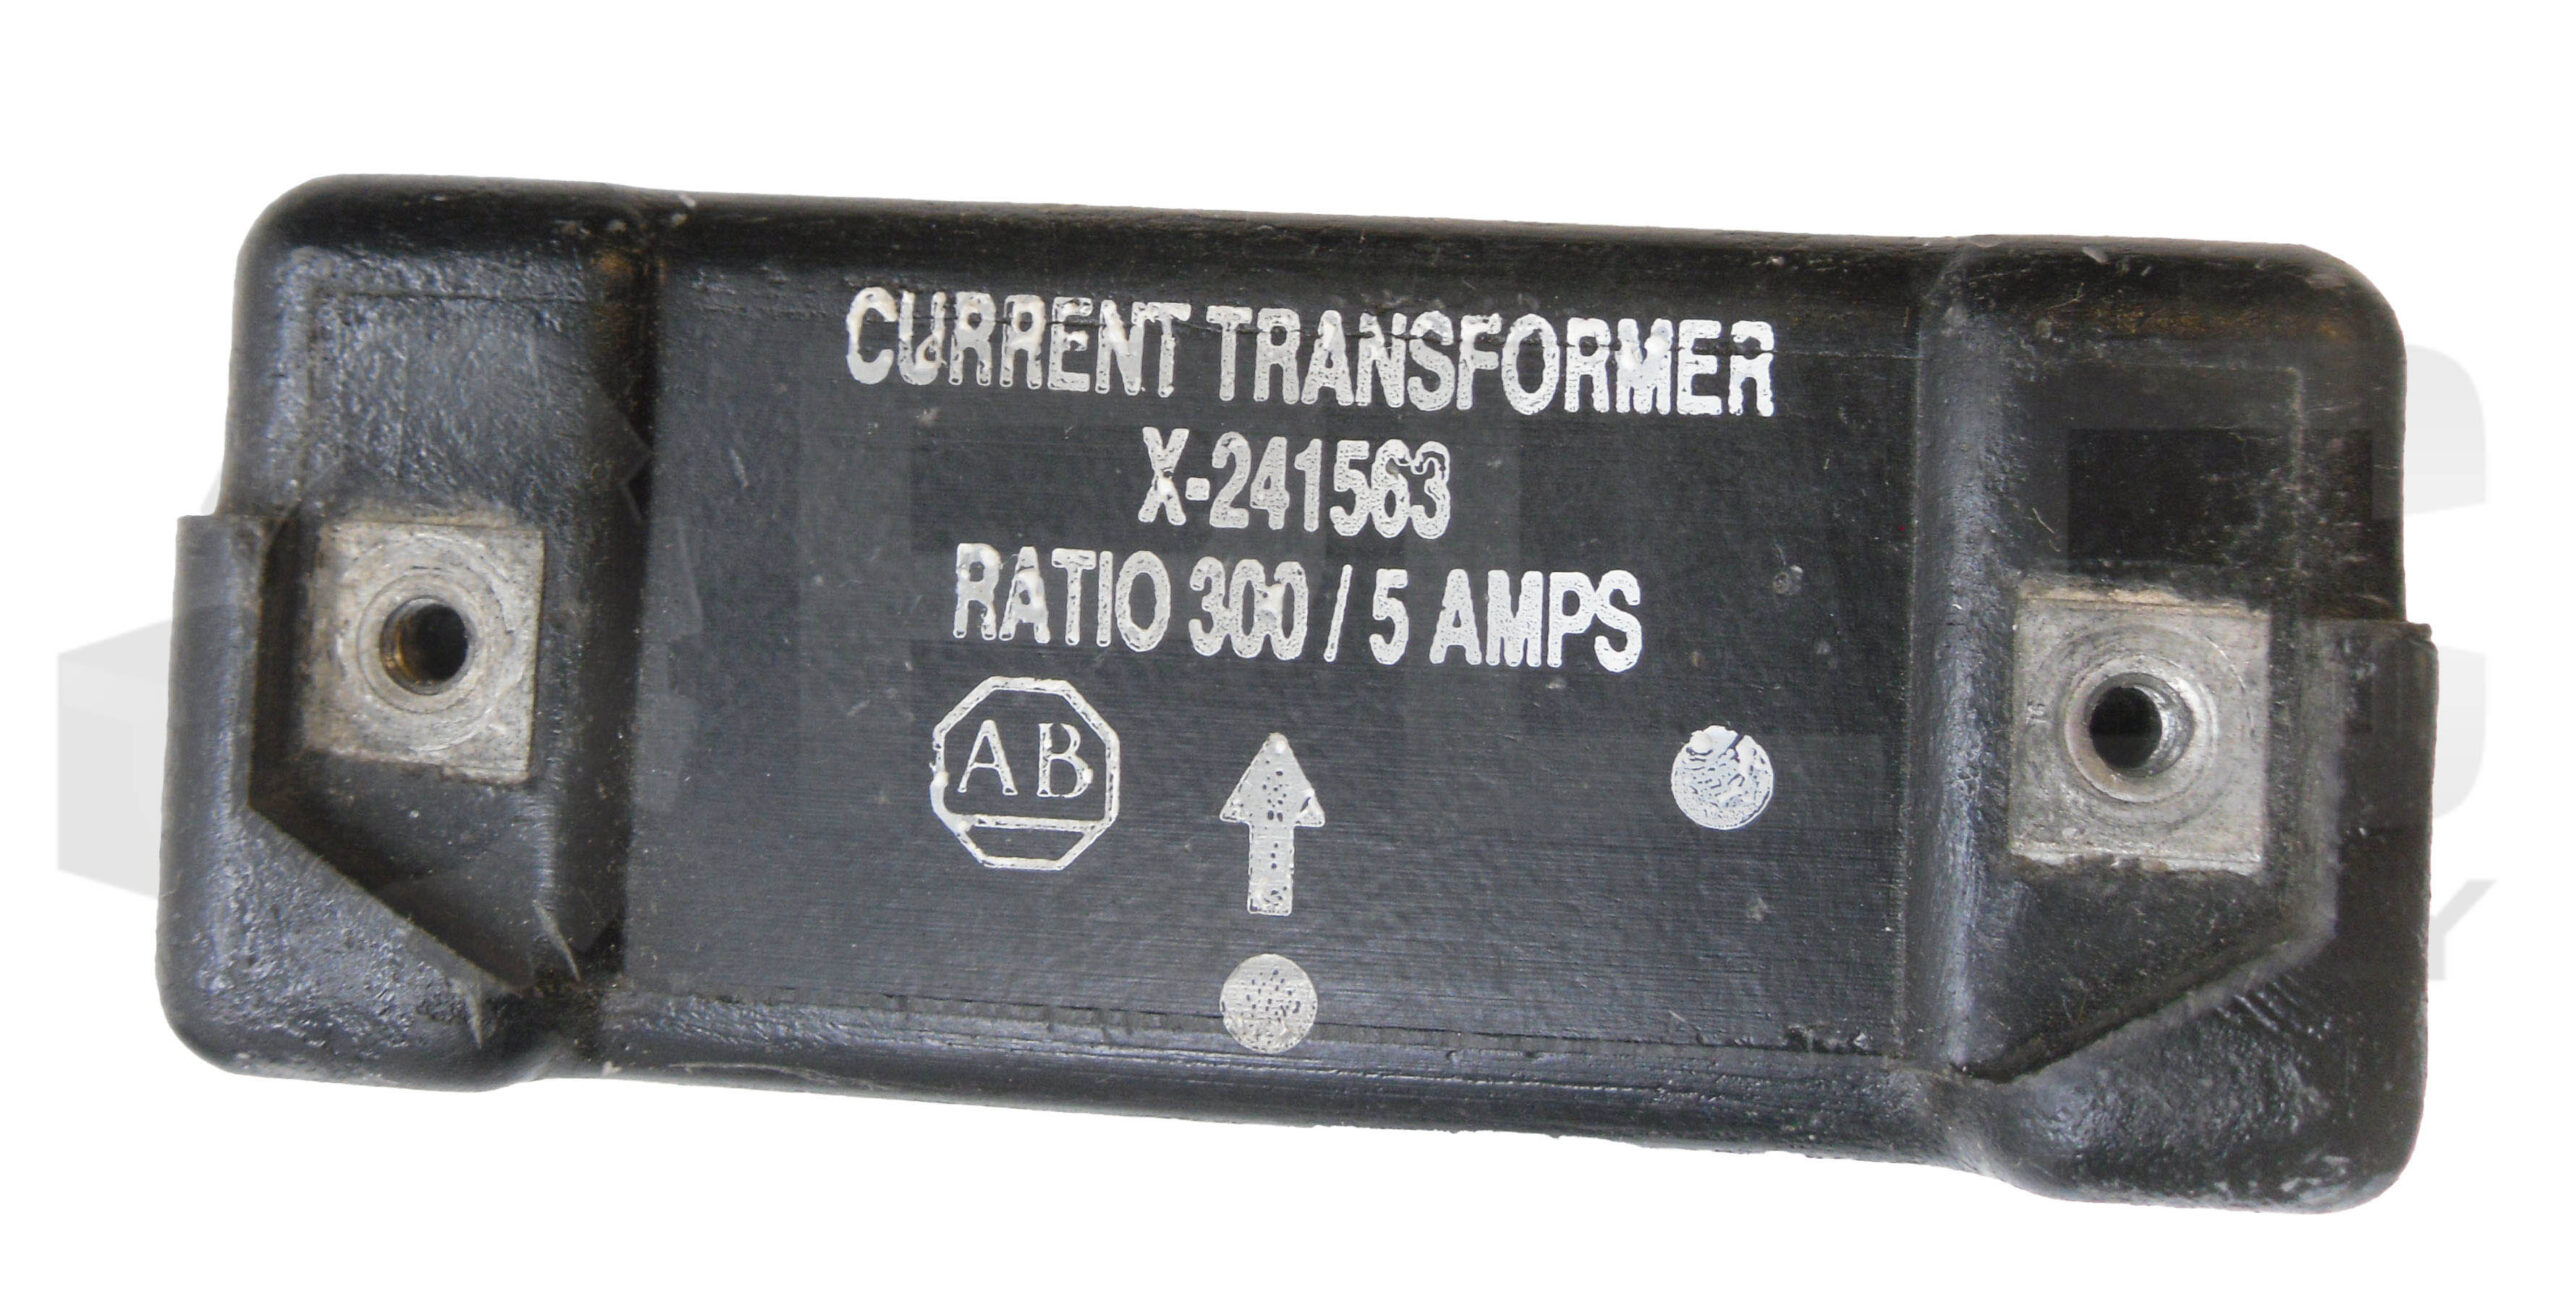 CURRENT TRANSFORMER
X-241563
RATIO 300 / 5 AMPS
AB